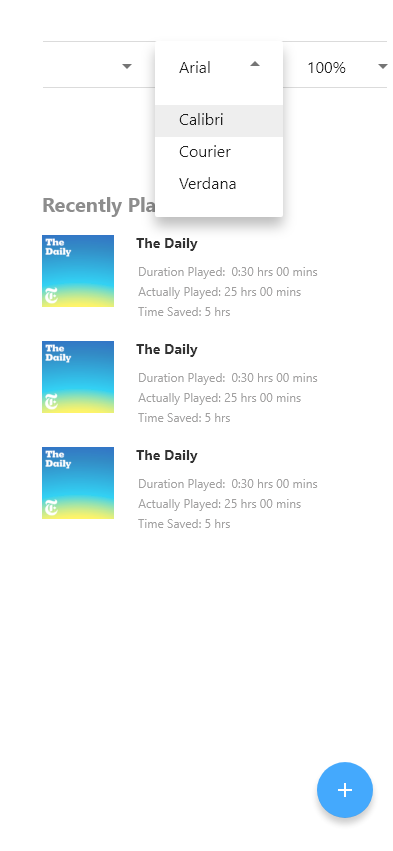 Arial
100%
Calibri
Courier
Verdana
Recently Pla
The Daily
The
Daily
Duration Played: 0:30 hrs 00 mins
Actually Played: 25 hrs 00 mins
Time Saved: 5 hrs
The Daily
The
Daily
Duration Played: 0:30 hrs 00 mins
Actually Played: 25 hrs 00 mins
Time Saved: 5 hrs
The Daily
The
Daily
Duration Played: 0:30 hrs 00 mins
Actually Played: 25 hrs 00 mins
Time Saved: 5 hrs